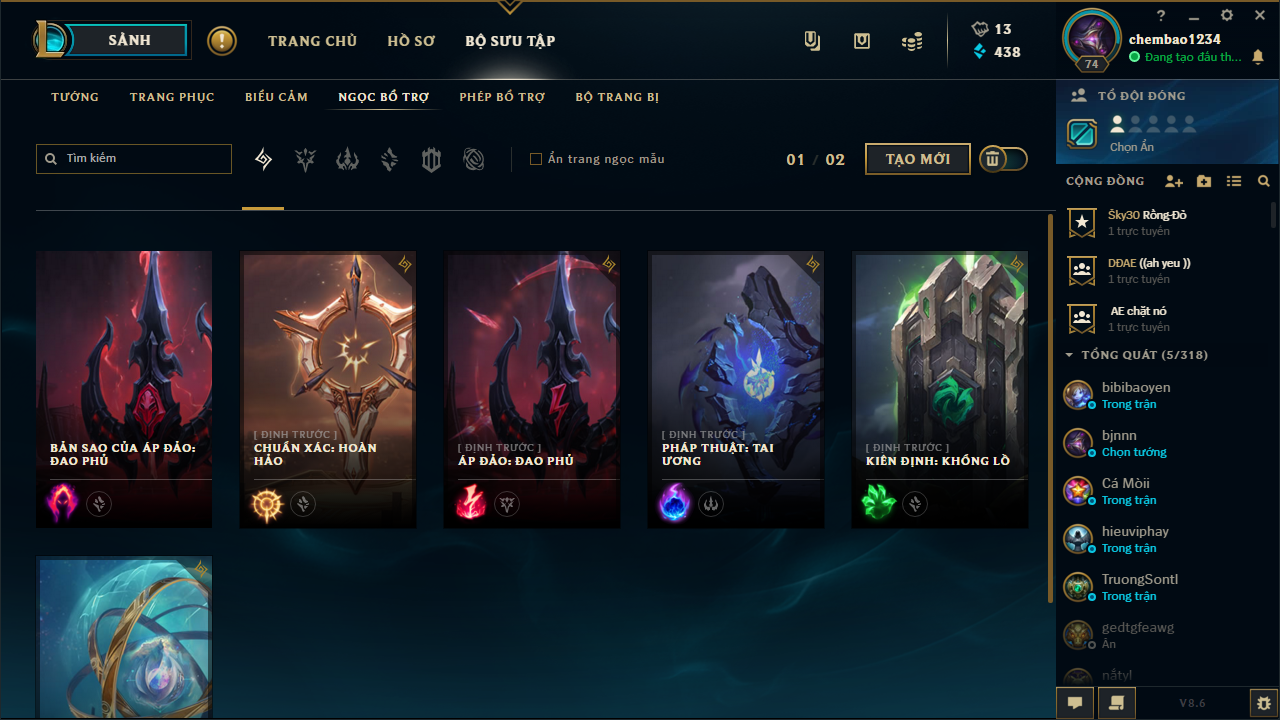 SẢNH
TRANG CHỦ
HỒ SƠ
BỘ SƯU TẬP
13
438
?
chembao1234
74
Đang tạo đấu th...
TƯỚNG
TRANG PHỤC
BIỂU CẢM
NGỌC BỔ TRỢ
PHÉP BỔ TRỢ
BỘ TRANG BỊ
Tìm kiếm
Ẩn trang ngọc mẫu
01 / 02
TẠO MỚI
BẢN SAO CỦA ÁP ĐẢO:
ĐAO PHỦ
[ ĐỊNH TRƯỚC ]
CHUẨN XÁC: HOÀN
HẢO
[ ĐỊNH TRƯỚC ]
ÁP ĐẢO: ĐAO PHỦ
[ ĐỊNH TRƯỚC ]
PHÁP THUẬT: TAI
ƯƠNG
[ ĐỊNH TRƯỚC ]
KIÊN ĐỊNH: KHỔNG LỒ
TỔ ĐỘI ĐÓNG
Chọn Ẩn
CỘNG ĐỒNG
Šky30 Rồng-Đỏ
1 trực tuyến
DĐAE ((ah yeu ))
1 trực tuyến
AE chặt nó
1 trực tuyến
TỔNG QUÁT (5/318)
bibibaoyen
Trong trận
bjnnn
Chọn tướng
Cá Mòii
Trong trận
hieuviphay
Trong trận
TruongSontl
Trong trận
gedtgfeawg
Ẩn
nắtyl
V8.6